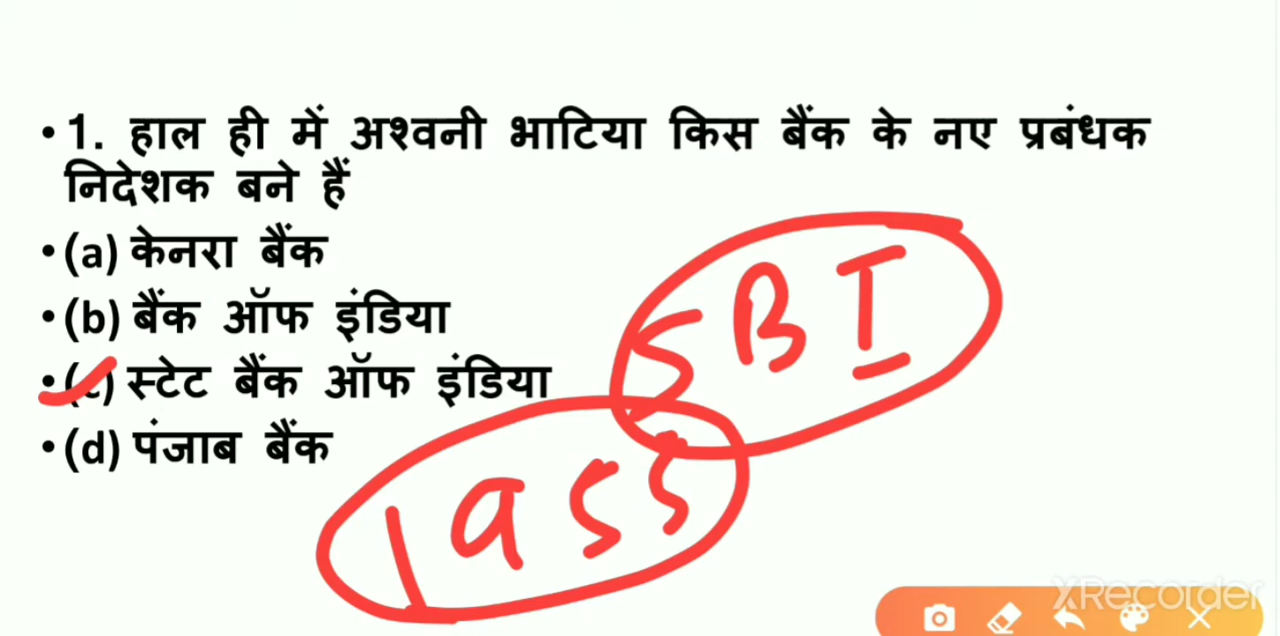 •1. हाल ही में अश्वनी भाटिया किस बैंक के नए प्रबंधक
निदेशक बने हैं
•(a) केनरा बैंक
•(b) बैंक ऑफ इंडिया
•(c) स्टेट बैंक ऑफ इंडिया
•(d) पंजाब बैंक
SBI
1955
XRecorder